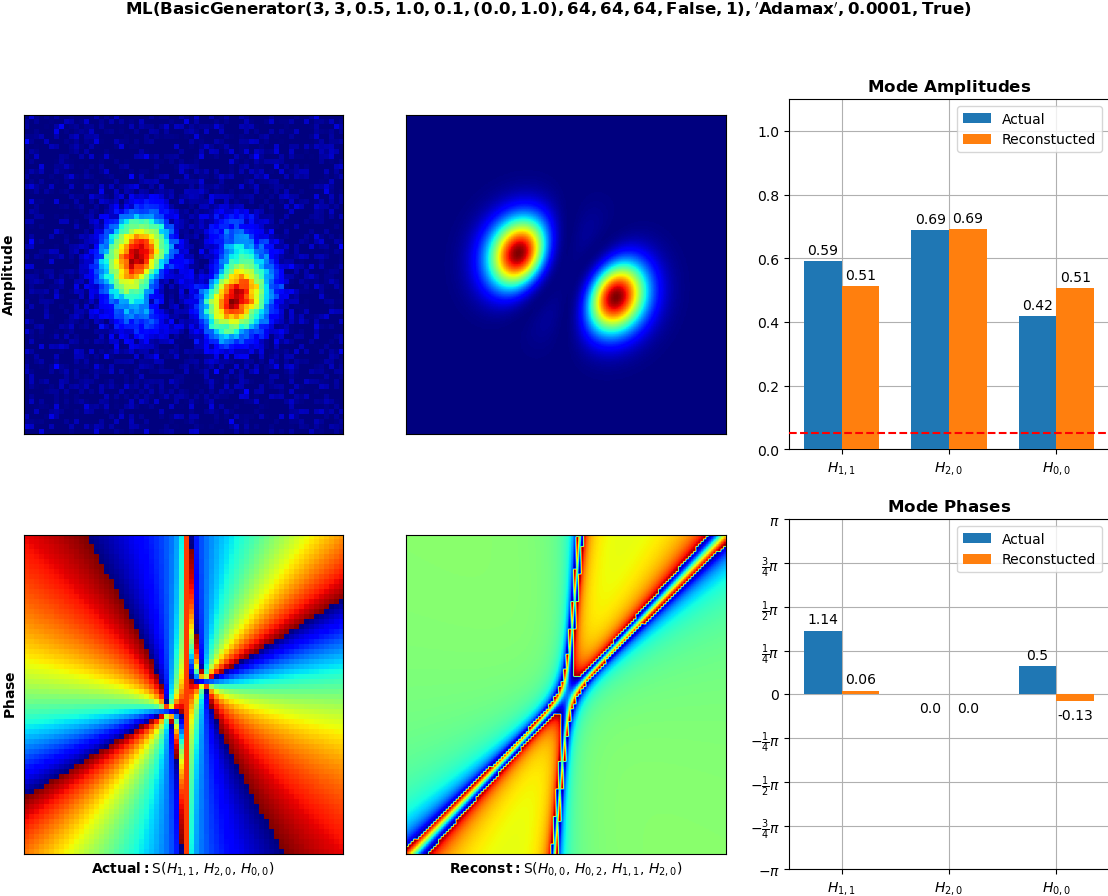 ML(BasicGenerator(3, 3, 0.5, 1.0, 0.1, (0.0, 1.0), 64, 64, 64, False, 1), ′Adamax′, 0.0001, True)
Amplitude
Mode Amplitudes
Actual
Reconstucted
1.0
0.8
0.6
0.4
0.2
0.0
0.59
0.51
0.69
0.69
0.42
0.51
H1,1
H2,0
H0,0
Phase
Actual: S(H1,1, H2,0, H0,0)
Reconst: S(H0,0, H0,2, H1,1, H2,0)
Mode Phases
Actual
Reconstucted
π
3/4π
1/2π
1/4π
0
−1/4π
−1/2π
−3/4π
−π
1.14
0.06
0.0
0.0
0.5
-0.13
H1,1
H2,0
H0,0